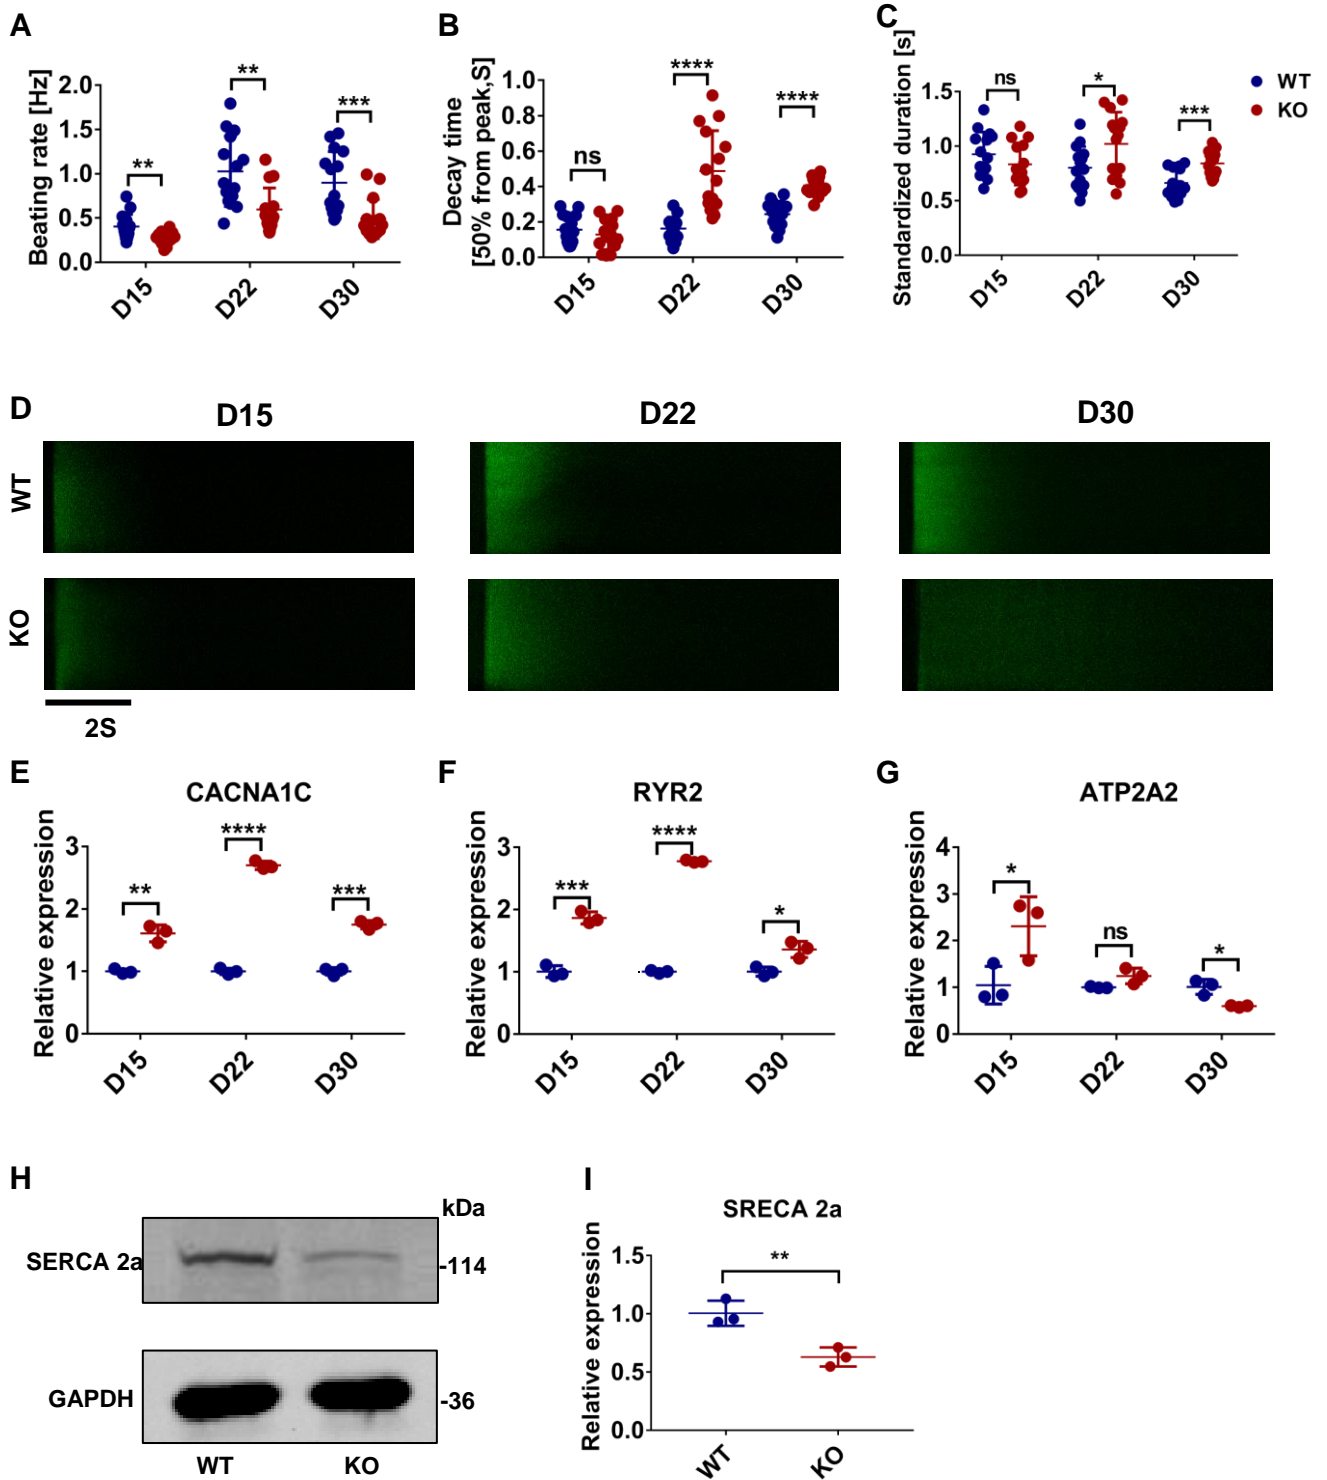 A
Beating rate [Hz]
2.0
1.5
1.0
0.5
0.0
**
**
***
D15
D22
D30
B
Decay time
[50% from peak,S]
1.0
0.8
0.6
0.4
0.2
0.0
ns
****
****
D15
D22
D30
C
Standardized duration [s]
1.5
1.0
0.5
0.0
ns
*
***
D15
D22
D30
WT
KO
D
D15
D22
D30
WT
KO
2S
E
CACNA1C
Relative expression
3
2
1
0
**
****
***
D15
D22
D30
F
RYR2
Relative expression
3
2
1
0
***
****
*
D15
D22
D30
G
ATP2A2
Relative expression
4
3
2
1
0
*
ns
*
D15
D22
D30
H
kDa
SERCA 2a
-114
GAPDH
-36
WT
KO
I
SRECA 2a
Relative expression
1.5
1.0
0.5
0.0
**
WT
KO